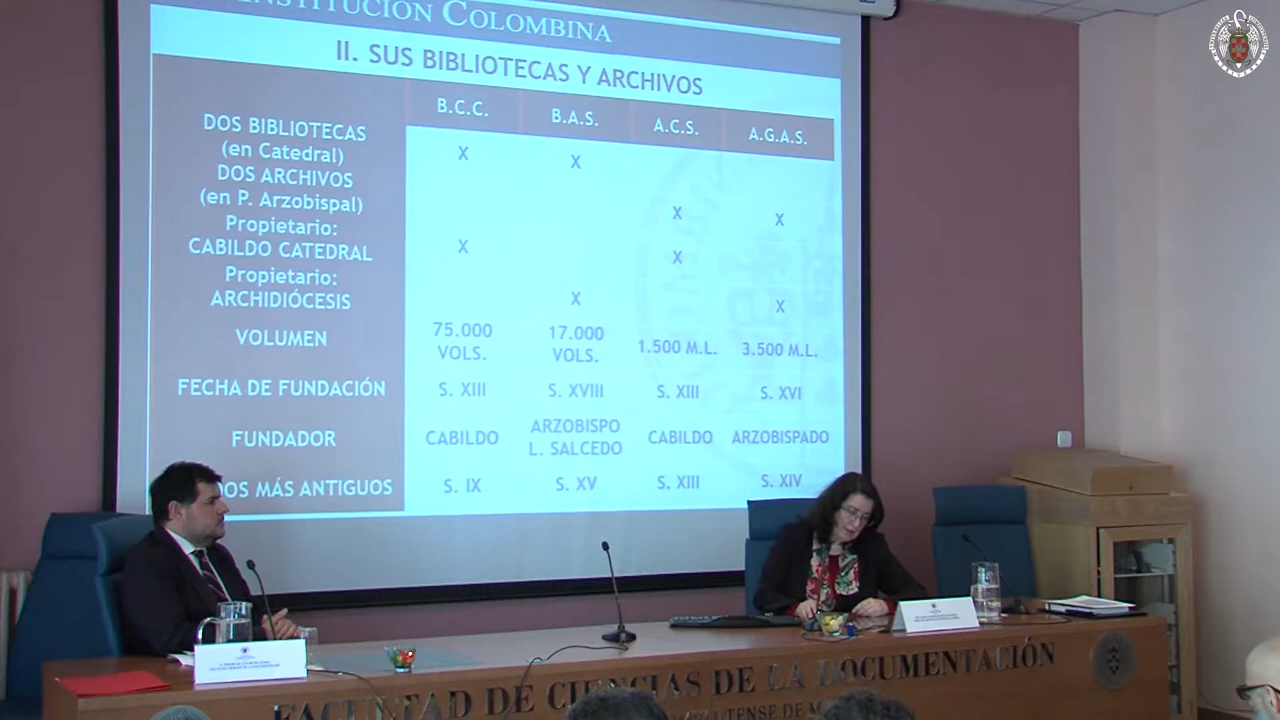 INSTITUCIÓN COLOMBINA
II. SUS BIBLIOTECAS Y ARCHIVOS
B.C.C. B.A.S. A.C.S. A.G.A.S.
DOS BIBLIOTECAS
(en Catedral) X X
DOS ARCHIVOS
(en P. Arzobispal) X X
Propietario:
CABILDO CATEDRAL X X
Propietario:
ARCHIDIÓCESIS X X
VOLUMEN 75.000 VOLS. 17.000 VOLS. 1.500 M.L. 3.500 M.L.
FECHA DE FUNDACIÓN S. XIII S. XVIII S. XIII S. XVI
FUNDADOR CABILDO ARZOBISPO L. SALCEDO CABILDO ARZOBISPADO
MÁS ANTIGUOS S. IX S. XV S. XIII S. XIV
FACULTAD DE CIENCIAS DE LA DOCUMENTACIÓN